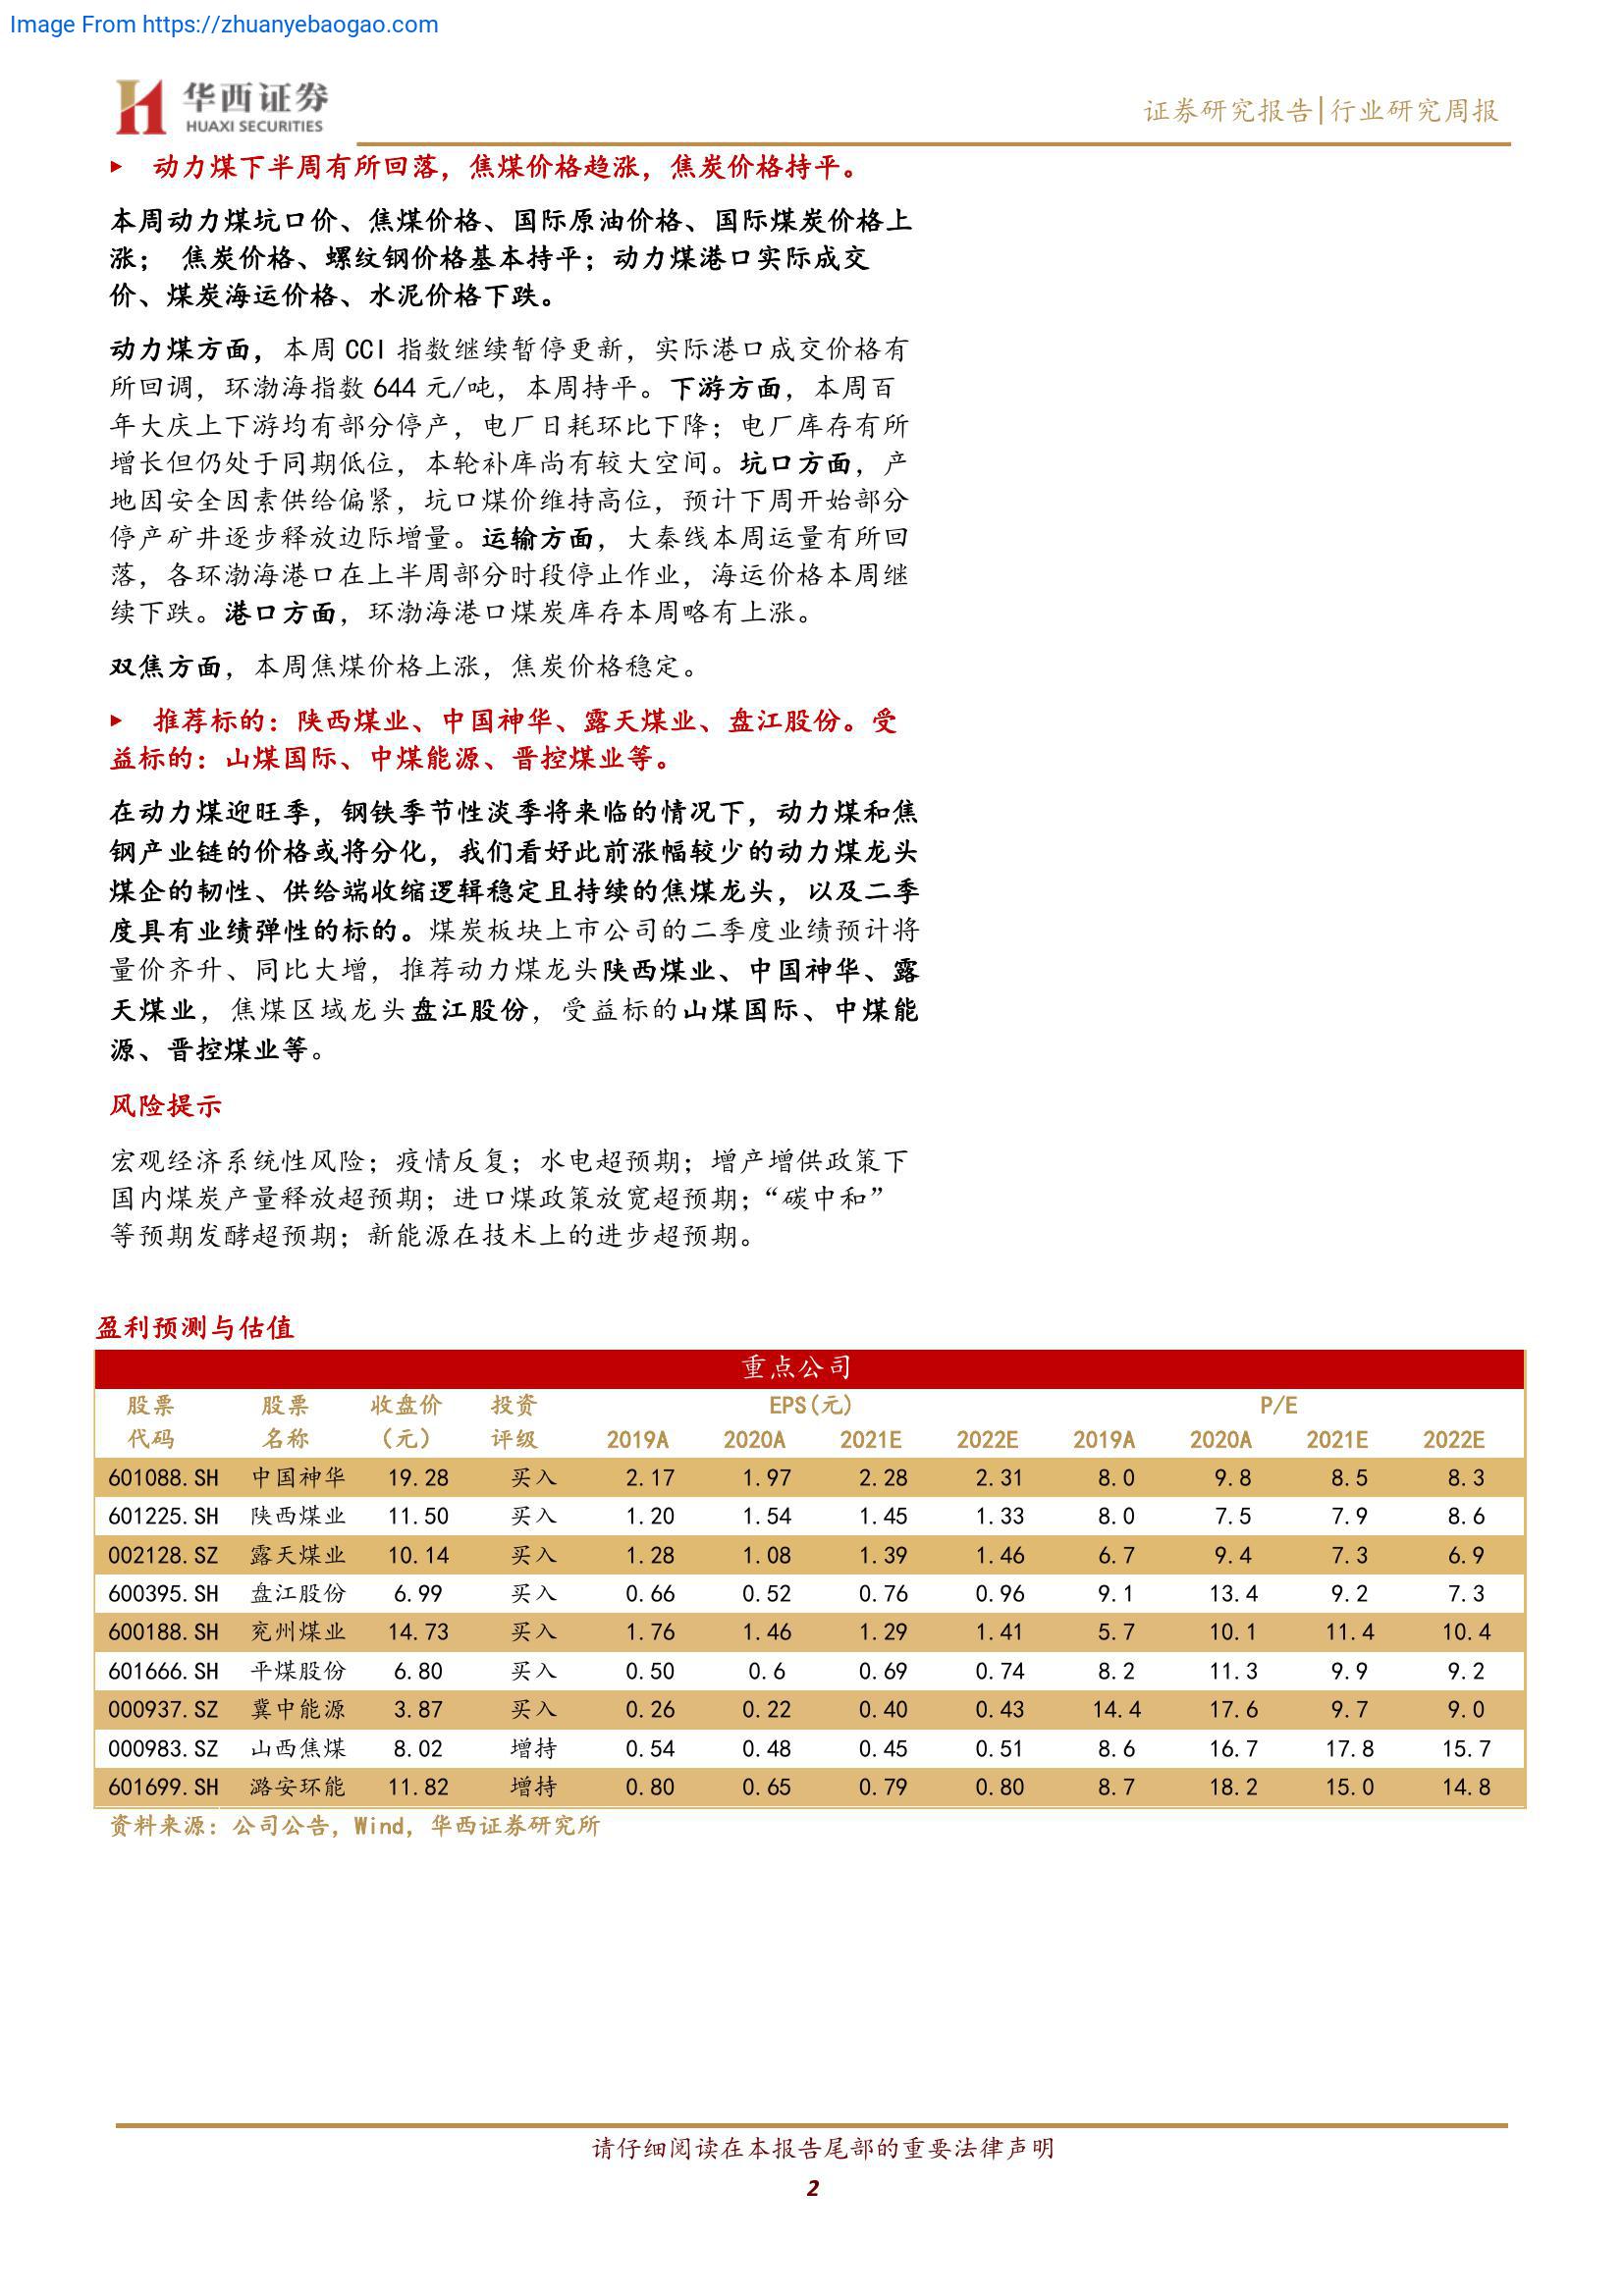 Image From https://zhuanyebaogao.com
华西证券
HUAXI SECURITIES
证券研究报告|行业研究周报
▶ 动力煤下半周有所回落，焦煤价格趋涨，焦炭价格持平。
本周动力煤坑口价、焦煤价格、国际原油价格、国际煤炭价格上
涨； 焦炭价格、螺纹钢价格基本持平；动力煤港口实际成交
价、煤炭海运价格、水泥价格下跌。
动力煤方面，本周 CCI 指数继续暂停更新，实际港口成交价格有
所回调，环渤海指数 644 元/吨，本周持平。下游方面，本周百
年大庆上下游均有部分停产，电厂日耗环比下降；电厂库存有所
增长但仍处于同期低位，本轮补库尚有较大空间。坑口方面，产
地因安全因素供给偏紧，坑口煤价维持高位，预计下周开始部分
停产矿井逐步释放边际增量。运输方面，大秦线本周运量有所回
落，各环渤海港口在上半周部分时段停止作业，海运价格本周继
续下跌。港口方面，环渤海港口煤炭库存本周略有上涨。
双焦方面，本周焦煤价格上涨，焦炭价格稳定。
▶ 推荐标的：陕西煤业、中国神华、露天煤业、盘江股份。受
益标的：山煤国际、中煤能源、晋控煤业等。
在动力煤迎旺季，钢铁季节性淡季将来临的情况下，动力煤和焦
钢产业链的价格或将分化，我们看好此前涨幅较少的动力煤龙头
煤企的韧性、供给端收缩逻辑稳定且持续的焦煤龙头，以及二季
度具有业绩弹性的标的。煤炭板块上市公司的二季度业绩预计将
量价齐升、同比大增，推荐动力煤龙头陕西煤业、中国神华、露
天煤业，焦煤区域龙头盘江股份，受益标的山煤国际、中煤能
源、晋控煤业等。
风险提示
宏观经济系统性风险；疫情反复；水电超预期；增产增供政策下
国内煤炭产量释放超预期；进口煤政策放宽超预期；“碳中和”
等预期发酵超预期；新能源在技术上的进步超预期。
盈利预测与估值
重点公司
股票 股票 收盘价 投资 EPS(元) P/E
代码 名称 （元） 评级 2019A 2020A 2021E 2022E 2019A 2020A 2021E 2022E
601088.SH 中国神华 19.28 买入 2.17 1.97 2.28 2.31 8.0 9.8 8.5 8.3
601225.SH 陕西煤业 11.50 买入 1.20 1.54 1.45 1.33 8.0 7.5 7.9 8.6
002128.SZ 露天煤业 10.14 买入 1.28 1.08 1.39 1.46 6.7 9.4 7.3 6.9
600395.SH 盘江股份 6.99 买入 0.66 0.52 0.76 0.96 9.1 13.4 9.2 7.3
600188.SH 兖州煤业 14.73 买入 1.76 1.46 1.29 1.41 5.7 10.1 11.4 10.4
601666.SH 平煤股份 6.80 买入 0.50 0.6 0.69 0.74 8.2 11.3 9.9 9.2
000937.SZ 冀中能源 3.87 买入 0.26 0.22 0.40 0.43 14.4 17.6 9.7 9.0
000983.SZ 山西焦煤 8.02 增持 0.54 0.48 0.45 0.51 8.6 16.7 17.8 15.7
601699.SH 潞安环能 11.82 增持 0.80 0.65 0.79 0.80 8.7 18.2 15.0 14.8
资料来源：公司公告，Wind，华西证券研究所
请仔细阅读在本报告尾部的重要法律声明
2